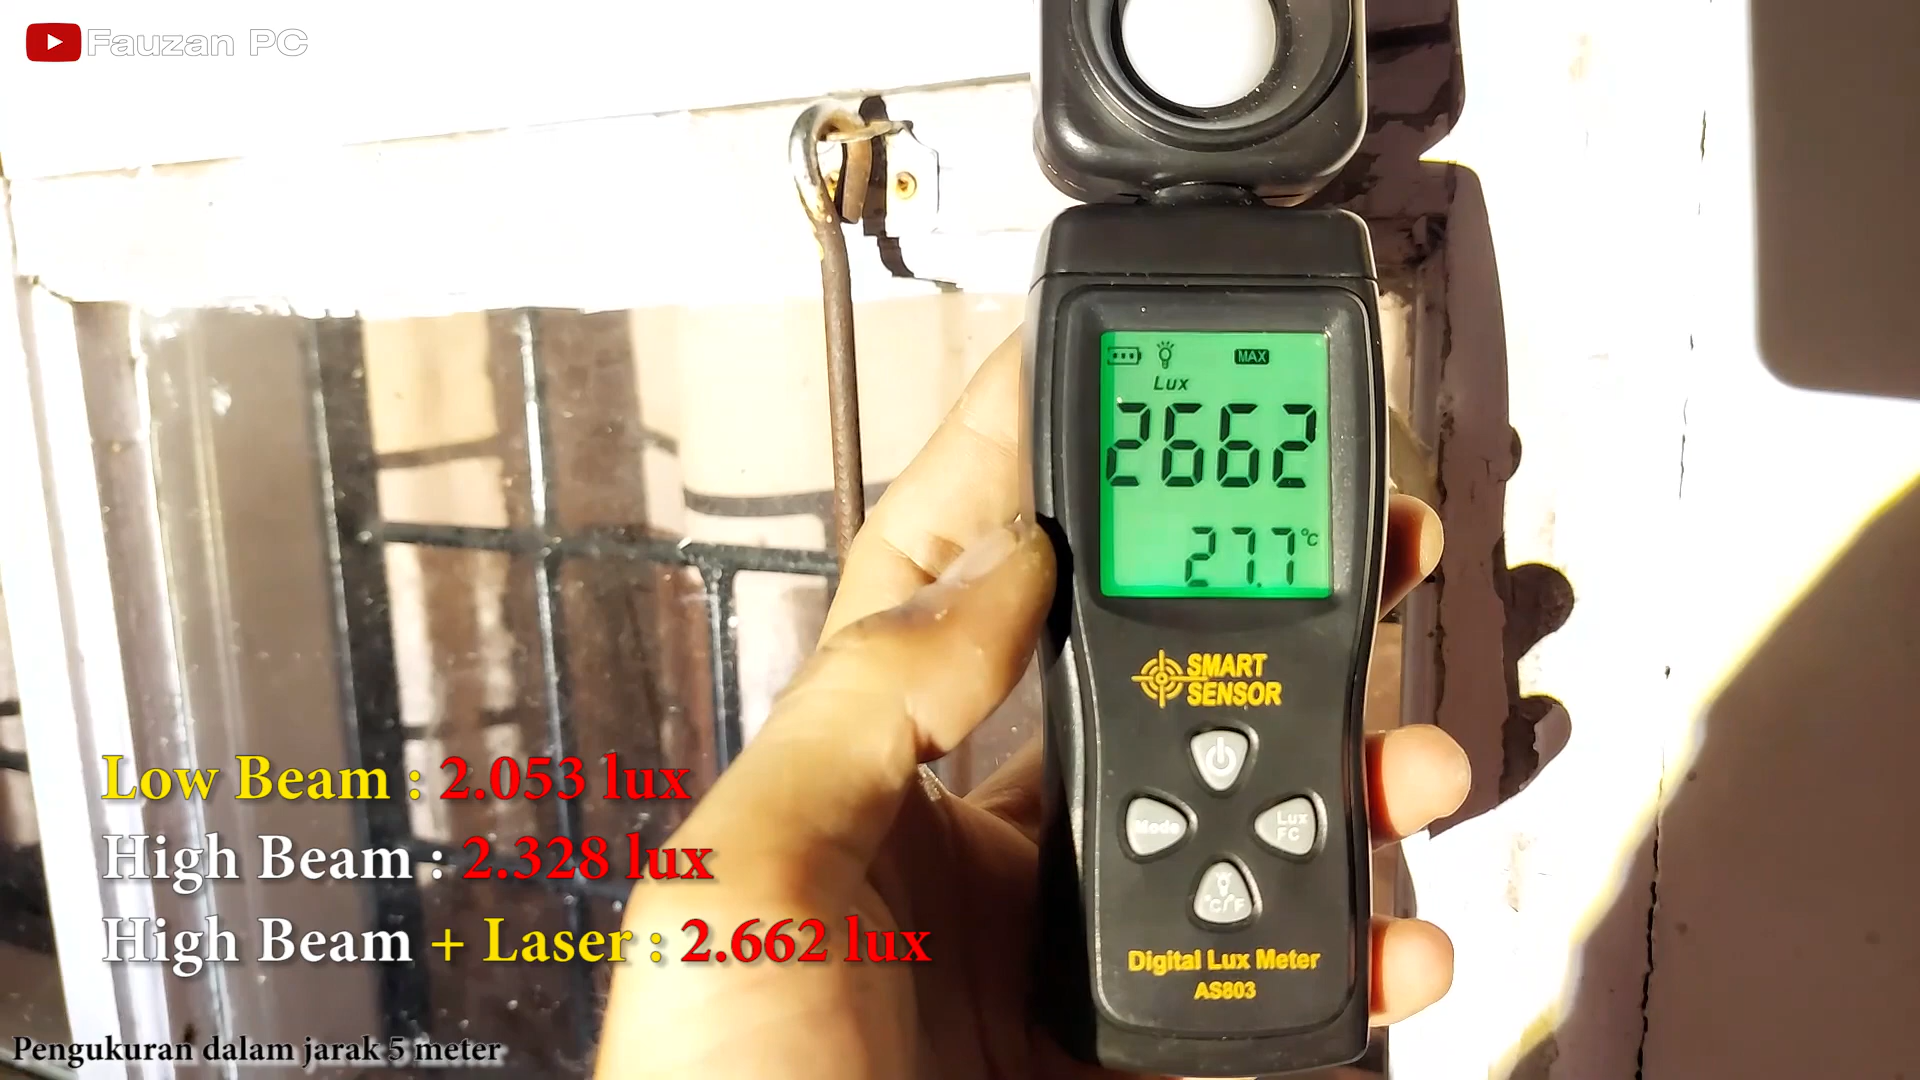 Fauzan PC
MAX
Lux
2662
27.7°C
SMART
SENSOR
Mode
Lux
FC
°C/°F
Digital Lux Meter
AS803
Low Beam : 2.053 lux
High Beam : 2.328 lux
High Beam + Laser : 2.662 lux
Pengukuran dalam jarak 5 meter